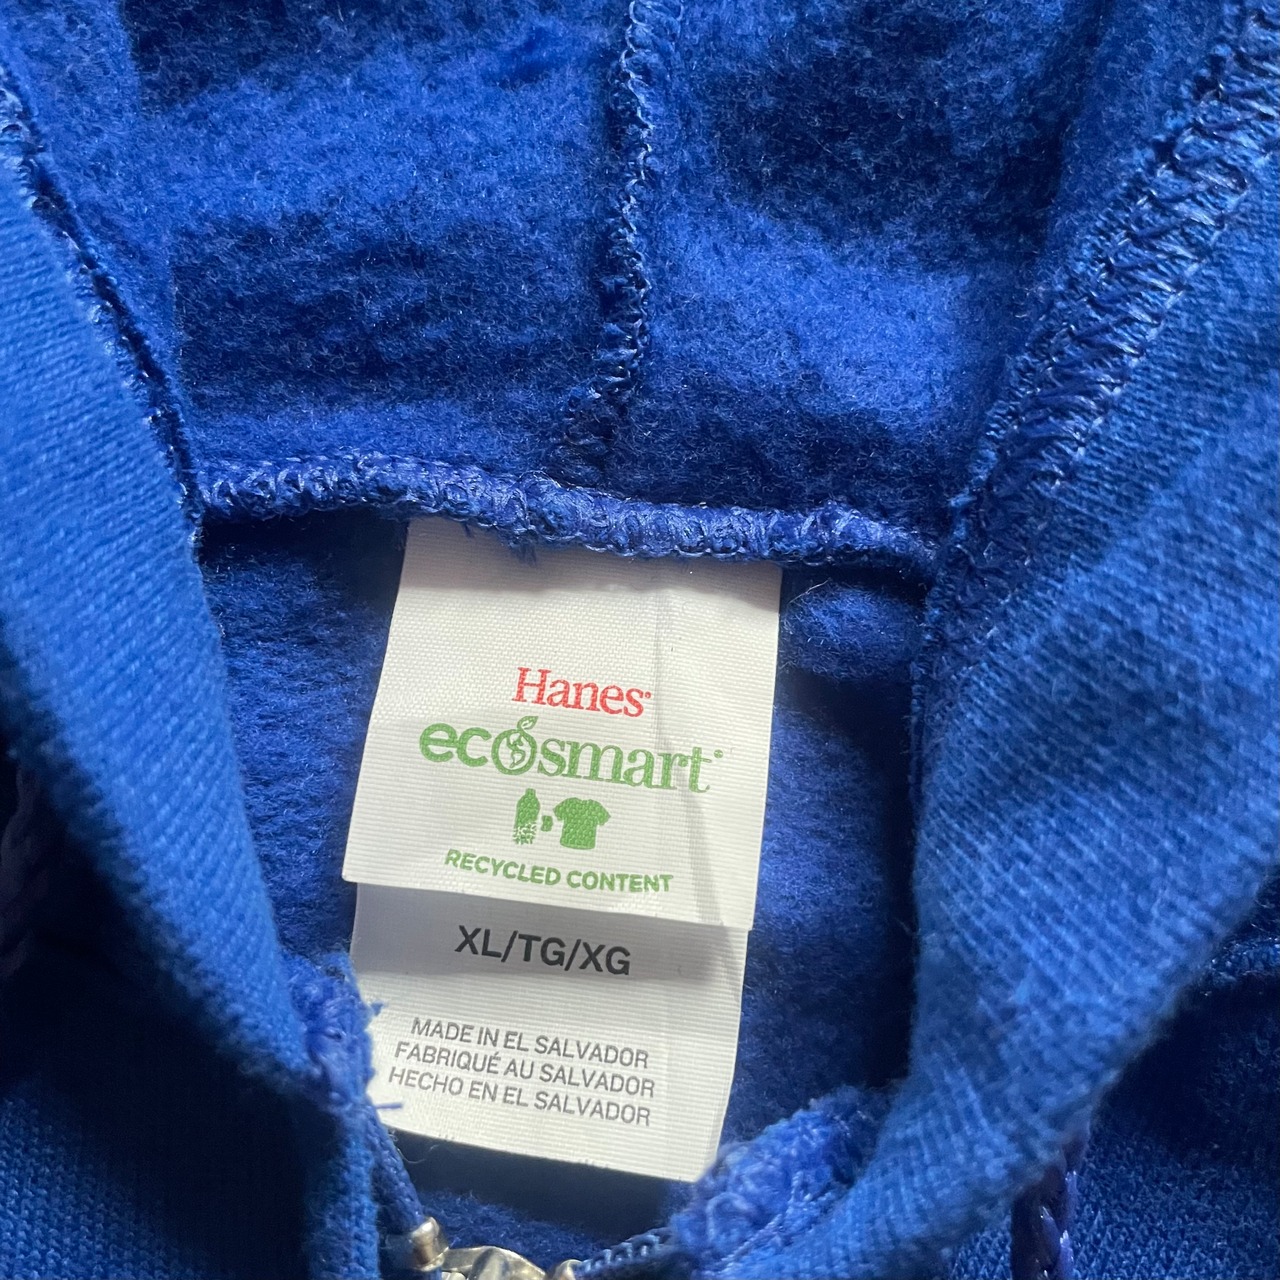 Hanes®
ecosmart®
RECYCLED CONTENT
XL/TG/XG
MADE IN EL SALVADOR
FABRIQUÉ AU SALVADOR
HECHO EN EL SALVADOR